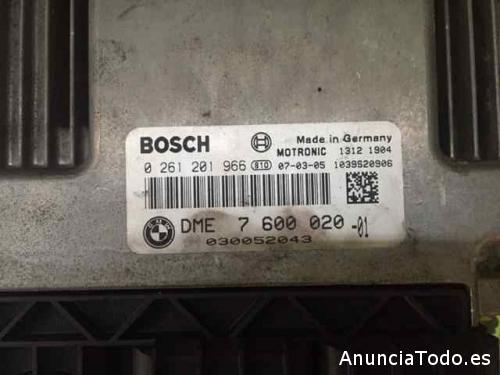 BOSCH Made in Germany
MOTRONIC 1312 1904
0 261 201 966 810 07-03-05 1039S20906
DME 7 600 020 -01
030052043
AnunciaTodo.es